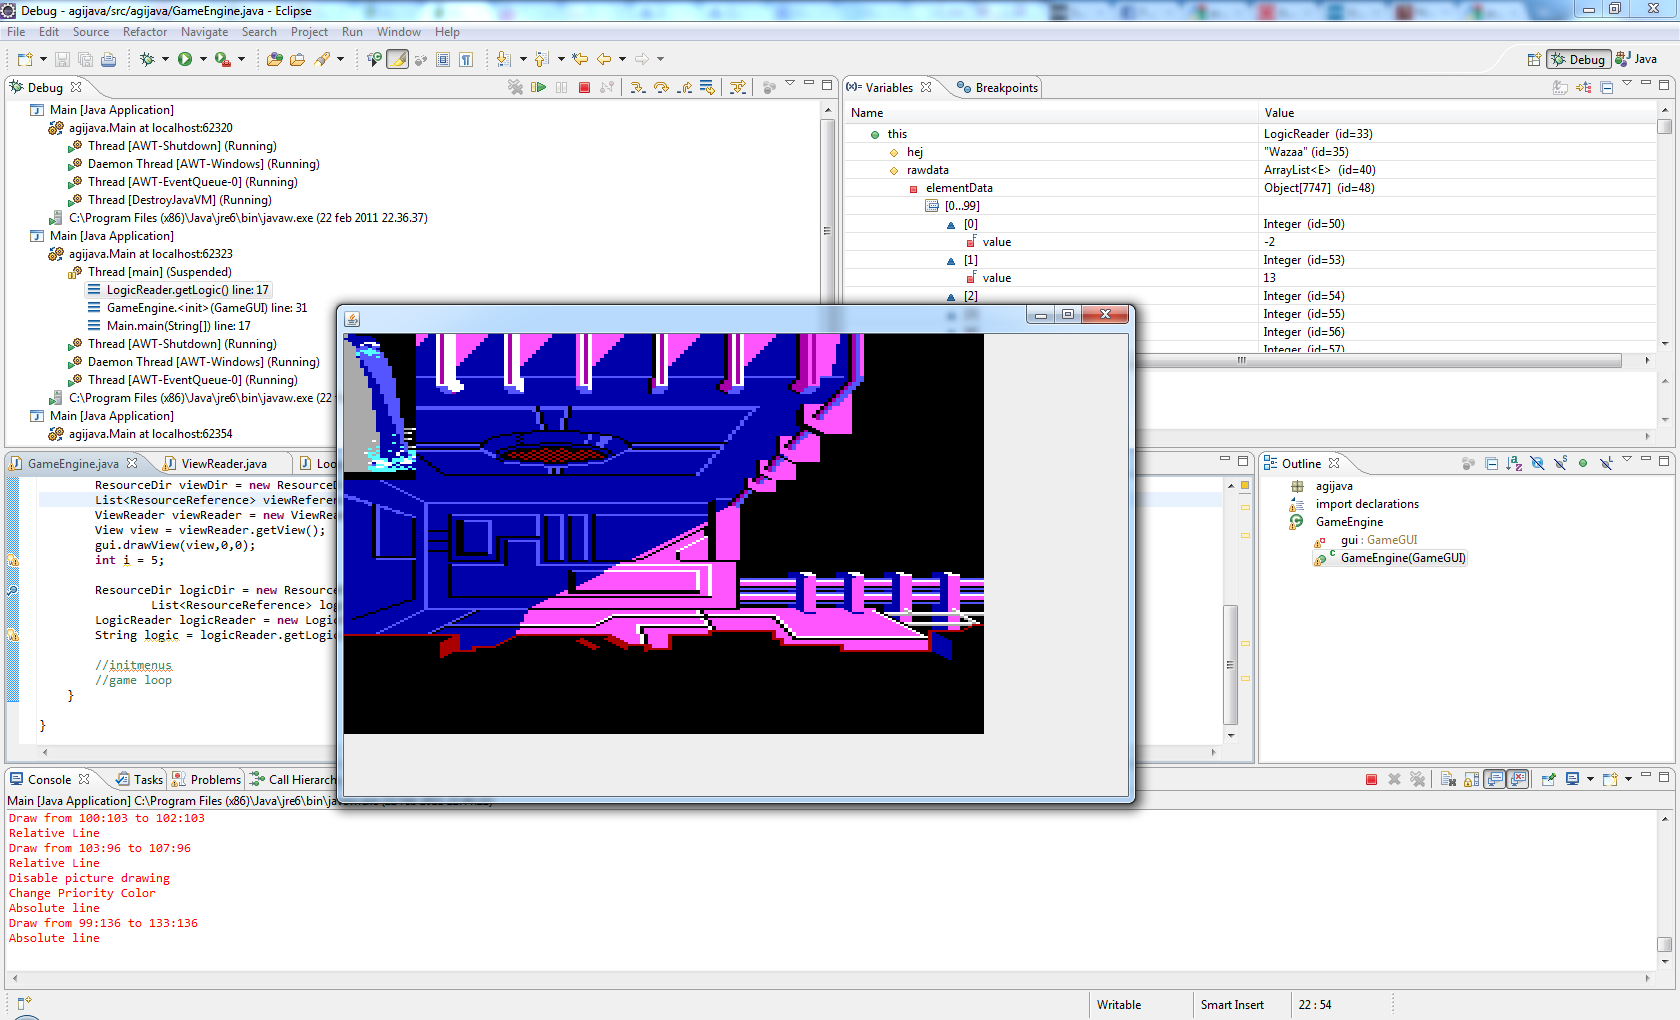 Debug - agijava/src/agijava/GameEngine.java - Eclipse
File Edit Source Refactor Navigate Search Project Run Window Help
Debug Java
Debug
Main [Java Application]
agijava.Main at localhost:62320
Thread [AWT-Shutdown] (Running)
Daemon Thread [AWT-Windows] (Running)
Thread [AWT-EventQueue-0] (Running)
Thread [DestroyJavaVM] (Running)
C:\Program Files (x86)\Java\jre6\bin\javaw.exe (22 feb 2011 22.36.37)
Main [Java Application]
agijava.Main at localhost:62323
Thread [main] (Suspended)
LogicReader.getLogic() line: 17
GameEngine.<init>(GameGUI) line: 31
Main.main(String[]) line: 17
Thread [AWT-Shutdown] (Running)
Daemon Thread [AWT-Windows] (Running)
Thread [AWT-EventQueue-0] (Running)
C:\Program Files (x86)\Java\jre6\bin\javaw.exe (22
Main [Java Application]
agijava.Main at localhost:62354
(x)= Variables Breakpoints
Name Value
this LogicReader (id=33)
hej "Wazaa" (id=35)
rawdata ArrayList<E> (id=40)
elementData Object[7747] (id=48)
[0...99]
[0] Integer (id=50)
value -2
[1] Integer (id=53)
value 13
[2] Integer (id=54)
Integer (id=55)
Integer (id=56)
Integer (id=57)
GameEngine.java ViewReader.java Lo
ResourceDir viewDir = new ResourceD
List<ResourceReference> viewRefere
ViewReader viewReader = new ViewRea
View view = viewReader.getView();
gui.drawView(view,0,0);
int i = 5;
ResourceDir logicDir = new Resource
List<ResourceReference> log
LogicReader logicReader = new Logic
String logic = logicReader.getLogic
//initmenus
//game loop
}
}
Outline
agijava
import declarations
GameEngine
gui : GameGUI
GameEngine(GameGUI)
Console Tasks Problems Call Hierarch
Main [Java Application] C:\Program Files (x86)\Java\jre6\bin\
Draw from 100:103 to 102:103
Relative Line
Draw from 103:96 to 107:96
Relative Line
Disable picture drawing
Change Priority Color
Absolute line
Draw from 99:136 to 133:136
Absolute line
Writable Smart Insert 22 : 54